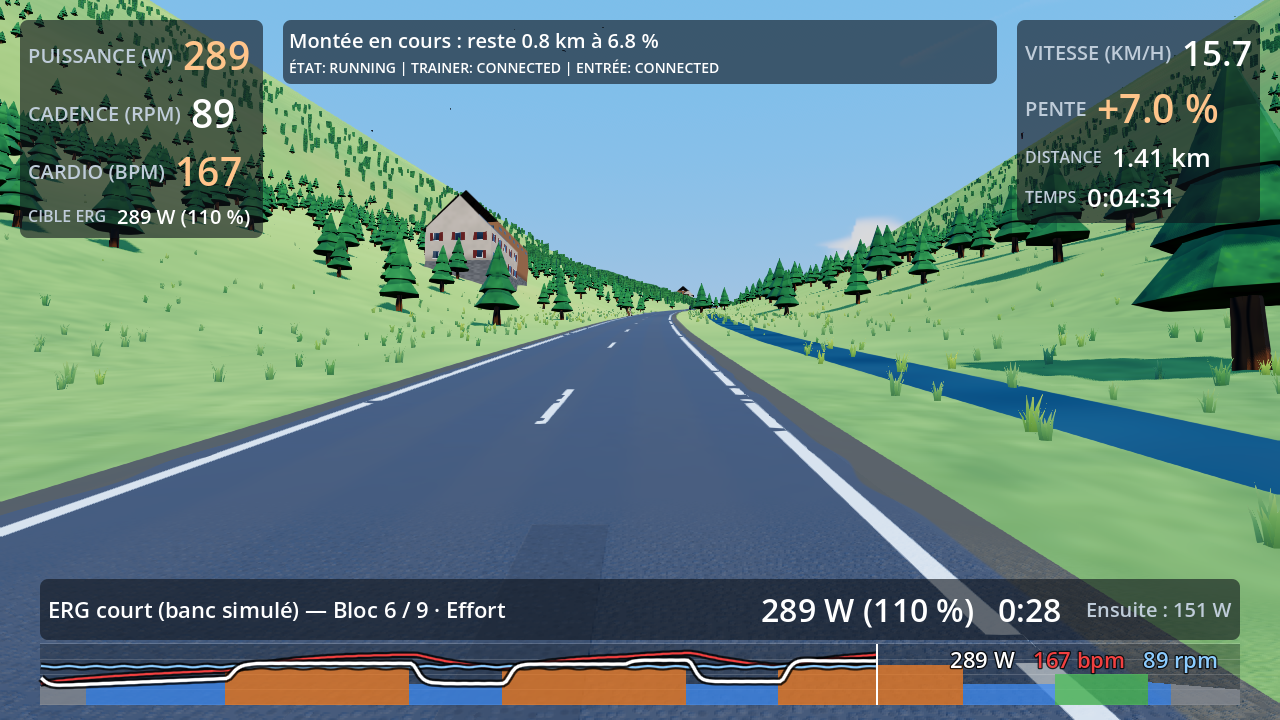 PUISSANCE (W) 289
CADENCE (RPM) 89
CARDIO (BPM) 167
CIBLE ERG 289 W (110 %)
Montée en cours : reste 0.8 km à 6.8 %
ÉTAT: RUNNING | TRAINER: CONNECTED | ENTRÉE: CONNECTED
VITESSE (KM/H) 15.7
PENTE +7.0 %
DISTANCE 1.41 km
TEMPS 0:04:31
ERG court (banc simulé) — Bloc 6 / 9 · Effort 289 W (110 %) 0:28 Ensuite : 151 W
289 W 167 bpm 89 rpm